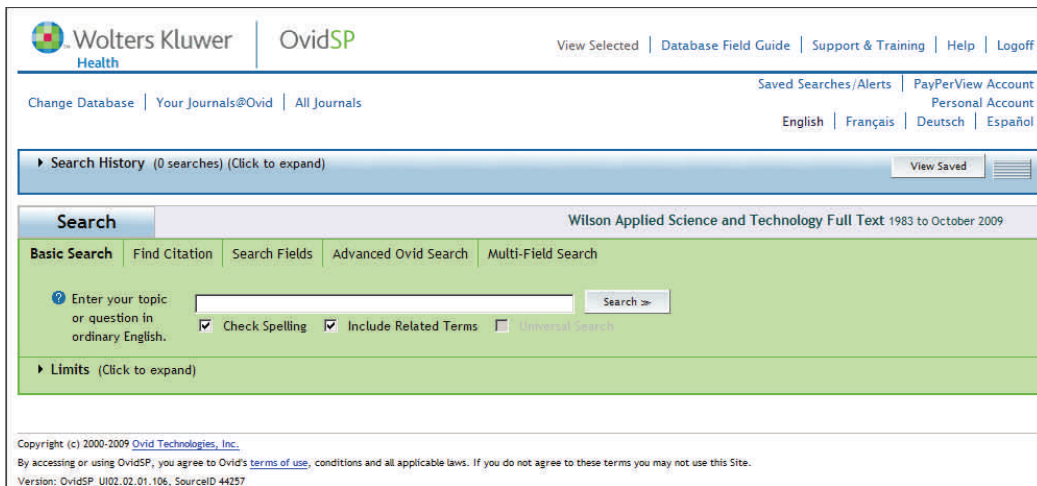 Wolters Kluwer
Health
OvidSP
View Selected | Database Field Guide | Support & Training | Help | Logoff
Saved Searches/Alerts | PayPerView Account
Change Database | Your Journals@Ovid | All Journals
Personal Account
English | Français | Deutsch | Español
Search History (0 searches) (Click to expand)
View Saved
Search
Wilson Applied Science and Technology Full Text 1983 to October 2009
Basic Search | Find Citation | Search Fields | Advanced Ovid Search | Multi-Field Search
? Enter your topic
or question in
ordinary English.
Search >>
Check Spelling Include Related Terms Universal Search
Limits (Click to expand)
Copyright (c) 2000-2009 Ovid Technologies, Inc.
By accessing or using OvidSP, you agree to Ovid's terms of use, conditions and all applicable laws. If you do not agree to these terms you may not use this Site.
Version: OvidSP_UI02.02.01.106, SourceID 44257